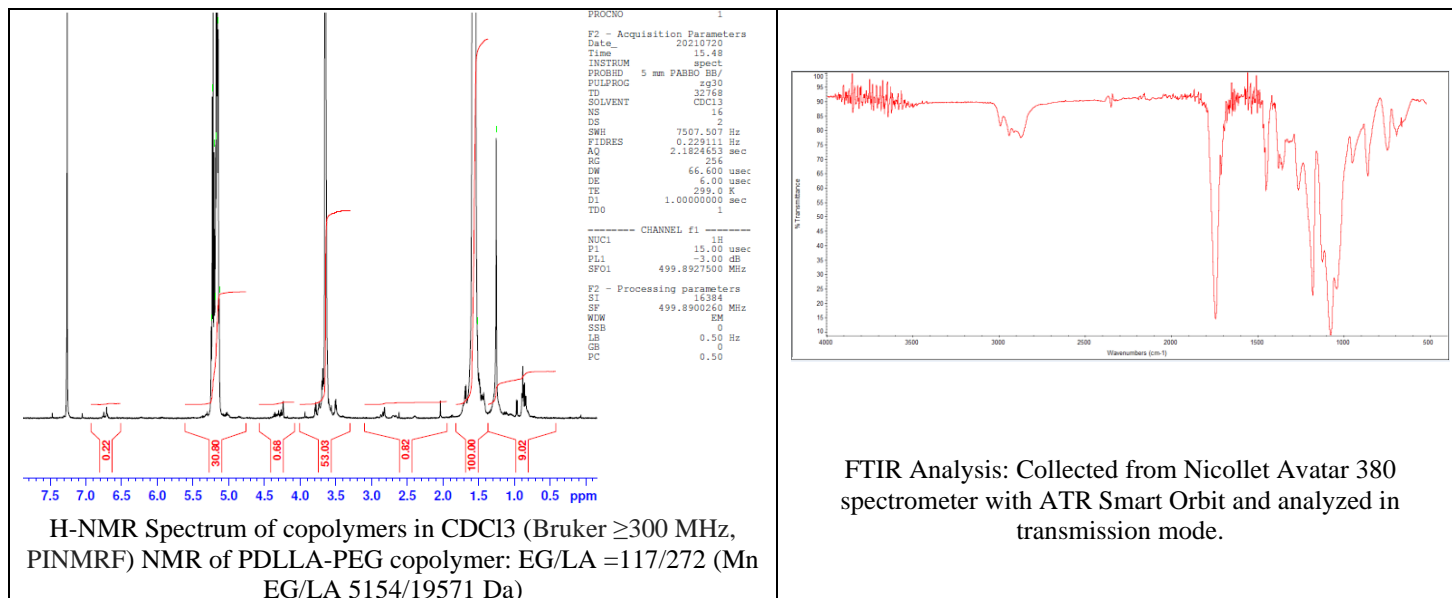 PROCNO 1
F2 - Acquisition Parameters
Date_ 20210720
Time 15.48
INSTRUM spect
PROBHD 5 mm PABBO BB/
PULPROG zg30
TD 32768
SOLVENT CDCl3
NS 16
DS 2
SWH 7507.507 Hz
FIDRES 0.229111 Hz
AQ 2.1824653 sec
RG 256
DW 66.600 usec
DE 6.00 usec
TE 299.0 K
D1 1.00000000 sec
TD0 1
======== CHANNEL f1 ========
NUC1 1H
P1 15.00 usec
PL1 -3.00 dB
SFO1 499.8927500 MHz
F2 - Processing parameters
SI 16384
SF 499.8900260 MHz
WDW EM
SSB 0
LB 0.50 Hz
GB 0
PC 0.50
0.22 30.80 0.68 53.03 0.82 100.00 9.02
7.5 7.0 6.5 6.0 5.5 5.0 4.5 4.0 3.5 3.0 2.5 2.0 1.5 1.0 0.5 ppm
H-NMR Spectrum of copolymers in CDCl3 (Bruker ≥300 MHz,
PINMRF) NMR of PDLLA-PEG copolymer: EG/LA =117/272 (Mn
EG/LA 5154/19571 Da)
100
95
90
85
80
75
70
65
60
55
50
45
40
35
30
25
20
15
10
% Transmittance
4000 3000 2000 1000 500
Wavenumbers (cm-1)
FTIR Analysis: Collected from Nicollet Avatar 380
spectrometer with ATR Smart Orbit and analyzed in
transmission mode.